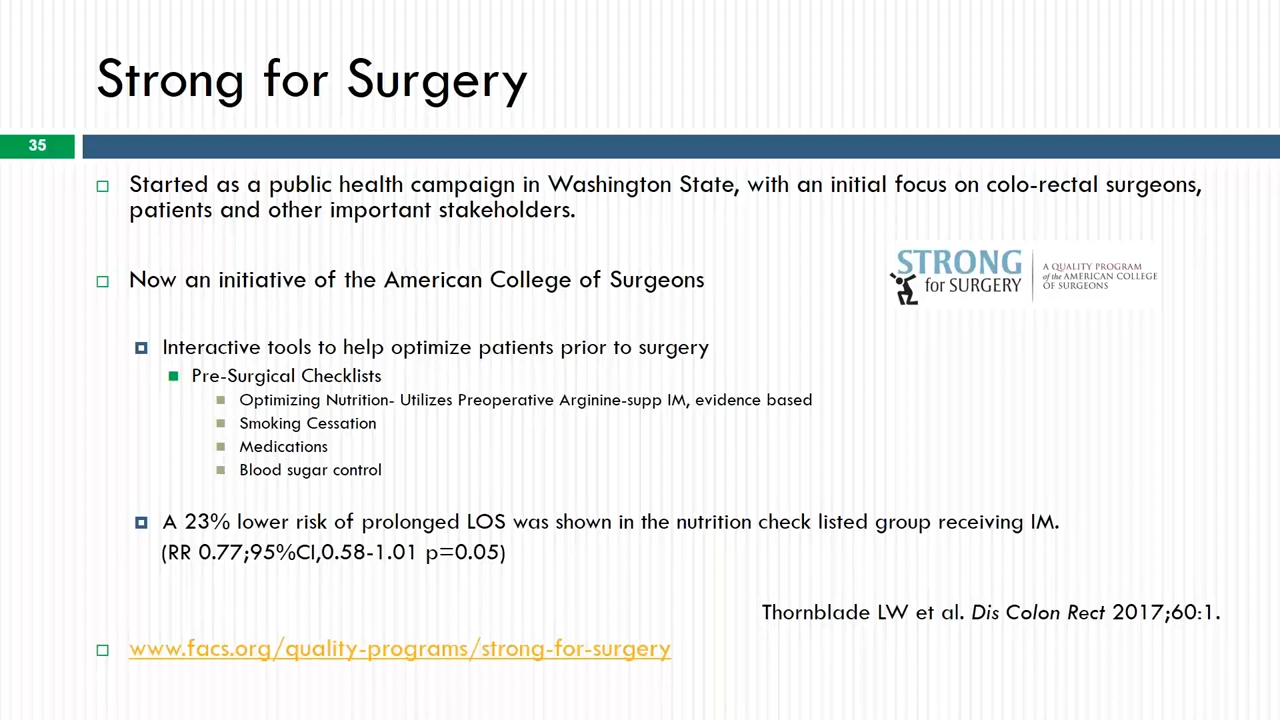 Strong for Surgery
35
Started as a public health campaign in Washington State, with an initial focus on colo-rectal surgeons,
patients and other important stakeholders.
Now an initiative of the American College of Surgeons
STRONG
for SURGERY
A QUALITY PROGRAM
of the AMERICAN COLLEGE
OF SURGEONS
Interactive tools to help optimize patients prior to surgery
Pre-Surgical Checklists
Optimizing Nutrition- Utilizes Preoperative Arginine-supp IM, evidence based
Smoking Cessation
Medications
Blood sugar control
A 23% lower risk of prolonged LOS was shown in the nutrition check listed group receiving IM.
(RR 0.77;95%CI,0.58-1.01 p=0.05)
Thornblade LW et al. Dis Colon Rect 2017;60:1.
www.facs.org/quality-programs/strong-for-surgery